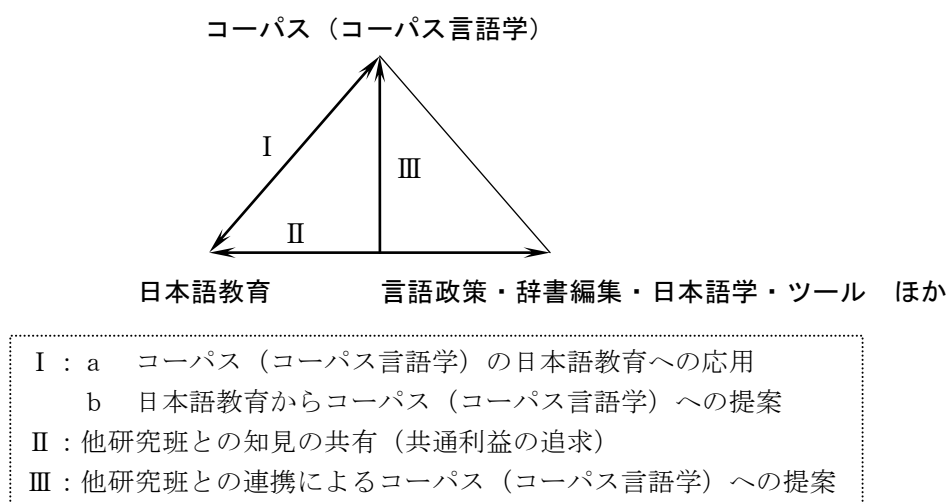 コーパス（コーパス言語学）
Ⅰ
Ⅲ
Ⅱ
日本語教育　言語政策・辞書編集・日本語学・ツール　ほか
Ⅰ：a　コーパス（コーパス言語学）の日本語教育への応用
b　日本語教育からコーパス（コーパス言語学）への提案
Ⅱ：他研究班との知見の共有（共通利益の追求）
Ⅲ：他研究班との連携によるコーパス（コーパス言語学）への提案